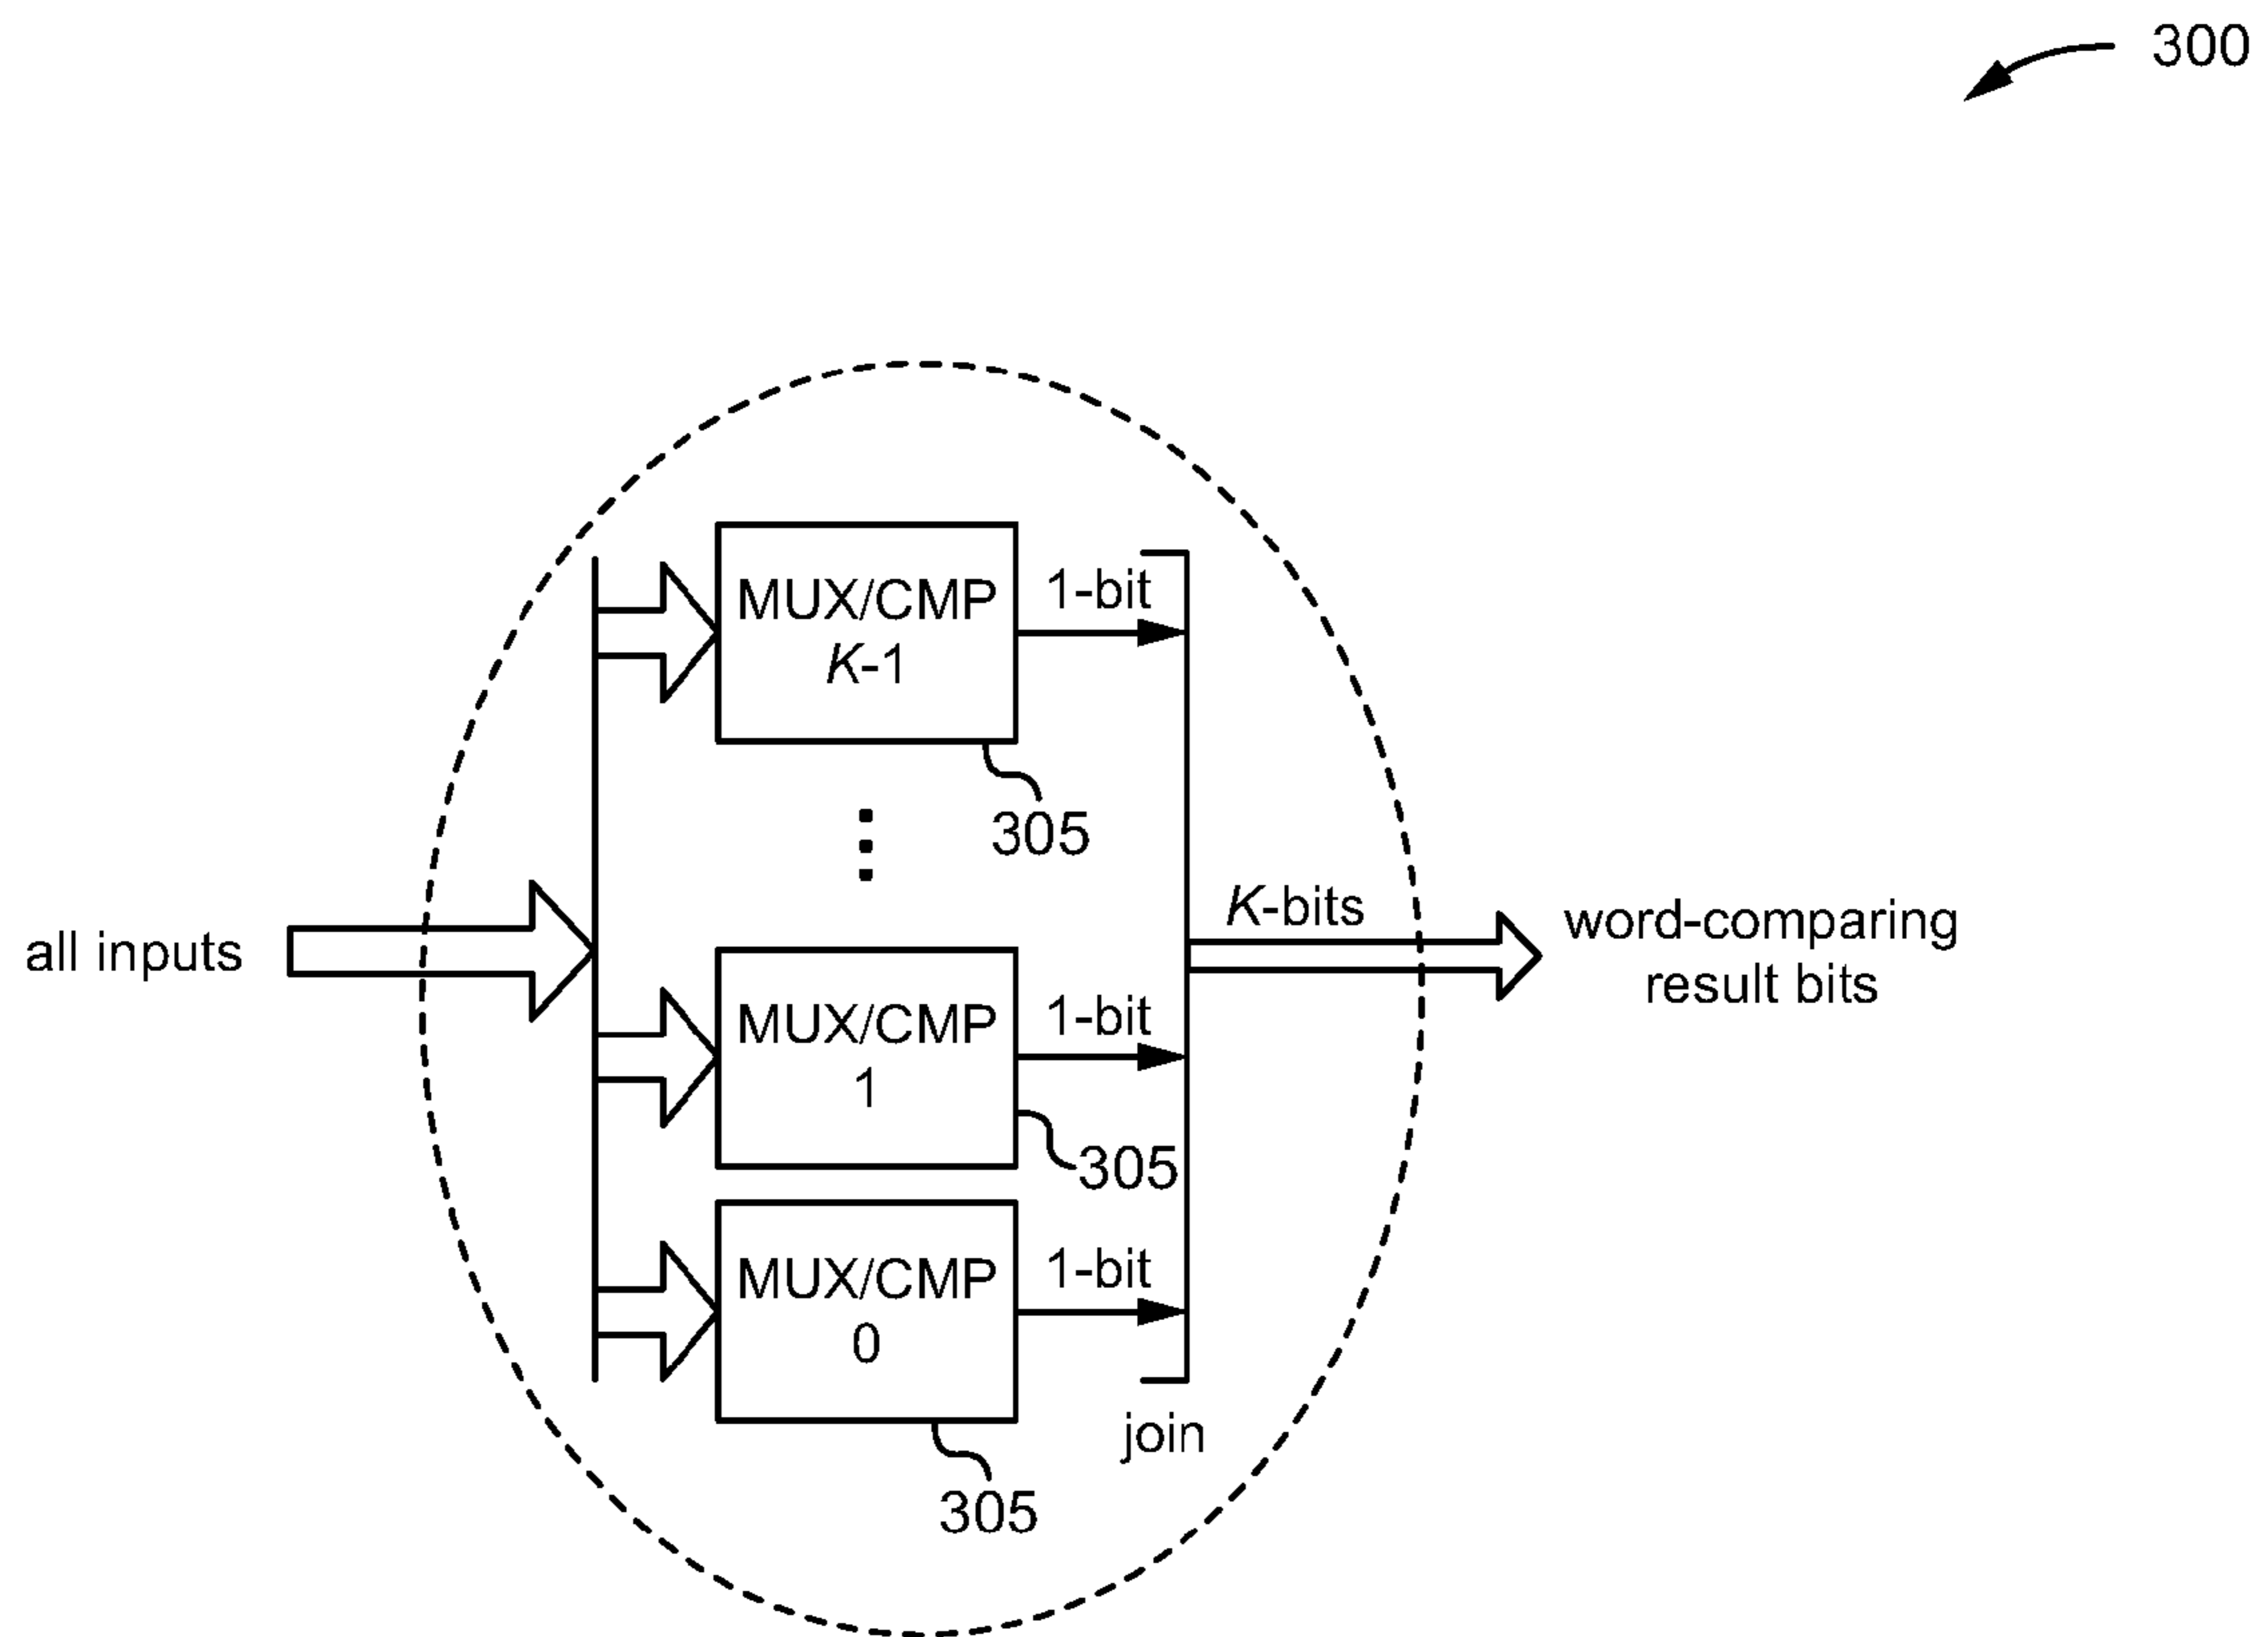 300
MUX/CMP
K-1
1-bit
305
all inputs
K-bits
word-comparing
result bits
MUX/CMP
1
1-bit
305
MUX/CMP
0
1-bit
join
305